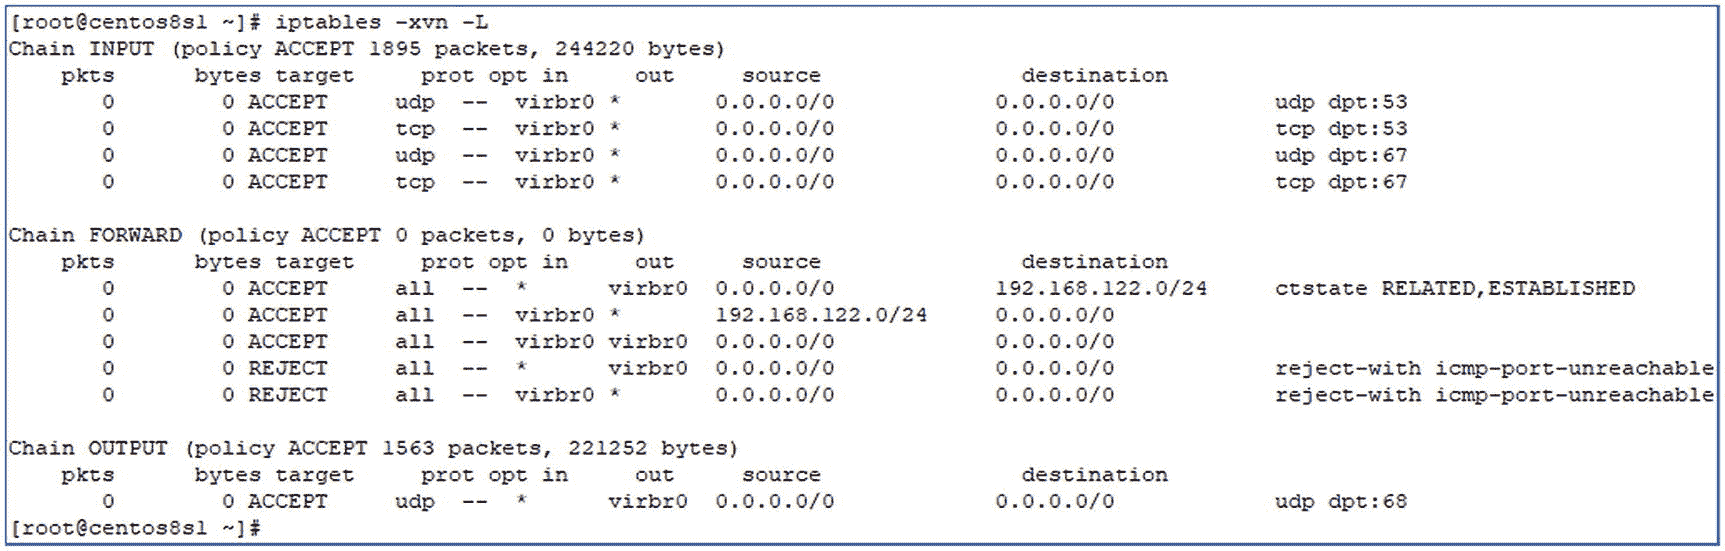 [root@centos8s1 ~]# iptables -xvn -L
Chain INPUT (policy ACCEPT 1895 packets, 244220 bytes)
    pkts      bytes target     prot opt in     out     source               destination
       0        0 ACCEPT     udp  --  virbr0 *       0.0.0.0/0            0.0.0.0/0            udp dpt:53
       0        0 ACCEPT     tcp  --  virbr0 *       0.0.0.0/0            0.0.0.0/0            tcp dpt:53
       0        0 ACCEPT     udp  --  virbr0 *       0.0.0.0/0            0.0.0.0/0            udp dpt:67
       0        0 ACCEPT     tcp  --  virbr0 *       0.0.0.0/0            0.0.0.0/0            tcp dpt:67

Chain FORWARD (policy ACCEPT 0 packets, 0 bytes)
    pkts      bytes target     prot opt in     out     source               destination
       0        0 ACCEPT     all  --  *      virbr0  0.0.0.0/0            192.168.122.0/24     ctstate RELATED,ESTABLISHED
       0        0 ACCEPT     all  --  virbr0 *       192.168.122.0/24     0.0.0.0/0
       0        0 ACCEPT     all  --  virbr0 virbr0  0.0.0.0/0            0.0.0.0/0
       0        0 REJECT     all  --  *      virbr0  0.0.0.0/0            0.0.0.0/0            reject-with icmp-port-unreachable
       0        0 REJECT     all  --  virbr0 *       0.0.0.0/0            0.0.0.0/0            reject-with icmp-port-unreachable

Chain OUTPUT (policy ACCEPT 1563 packets, 221252 bytes)
    pkts      bytes target     prot opt in     out     source               destination
       0        0 ACCEPT     udp  --  *      virbr0  0.0.0.0/0            0.0.0.0/0            udp dpt:68
[root@centos8s1 ~]#